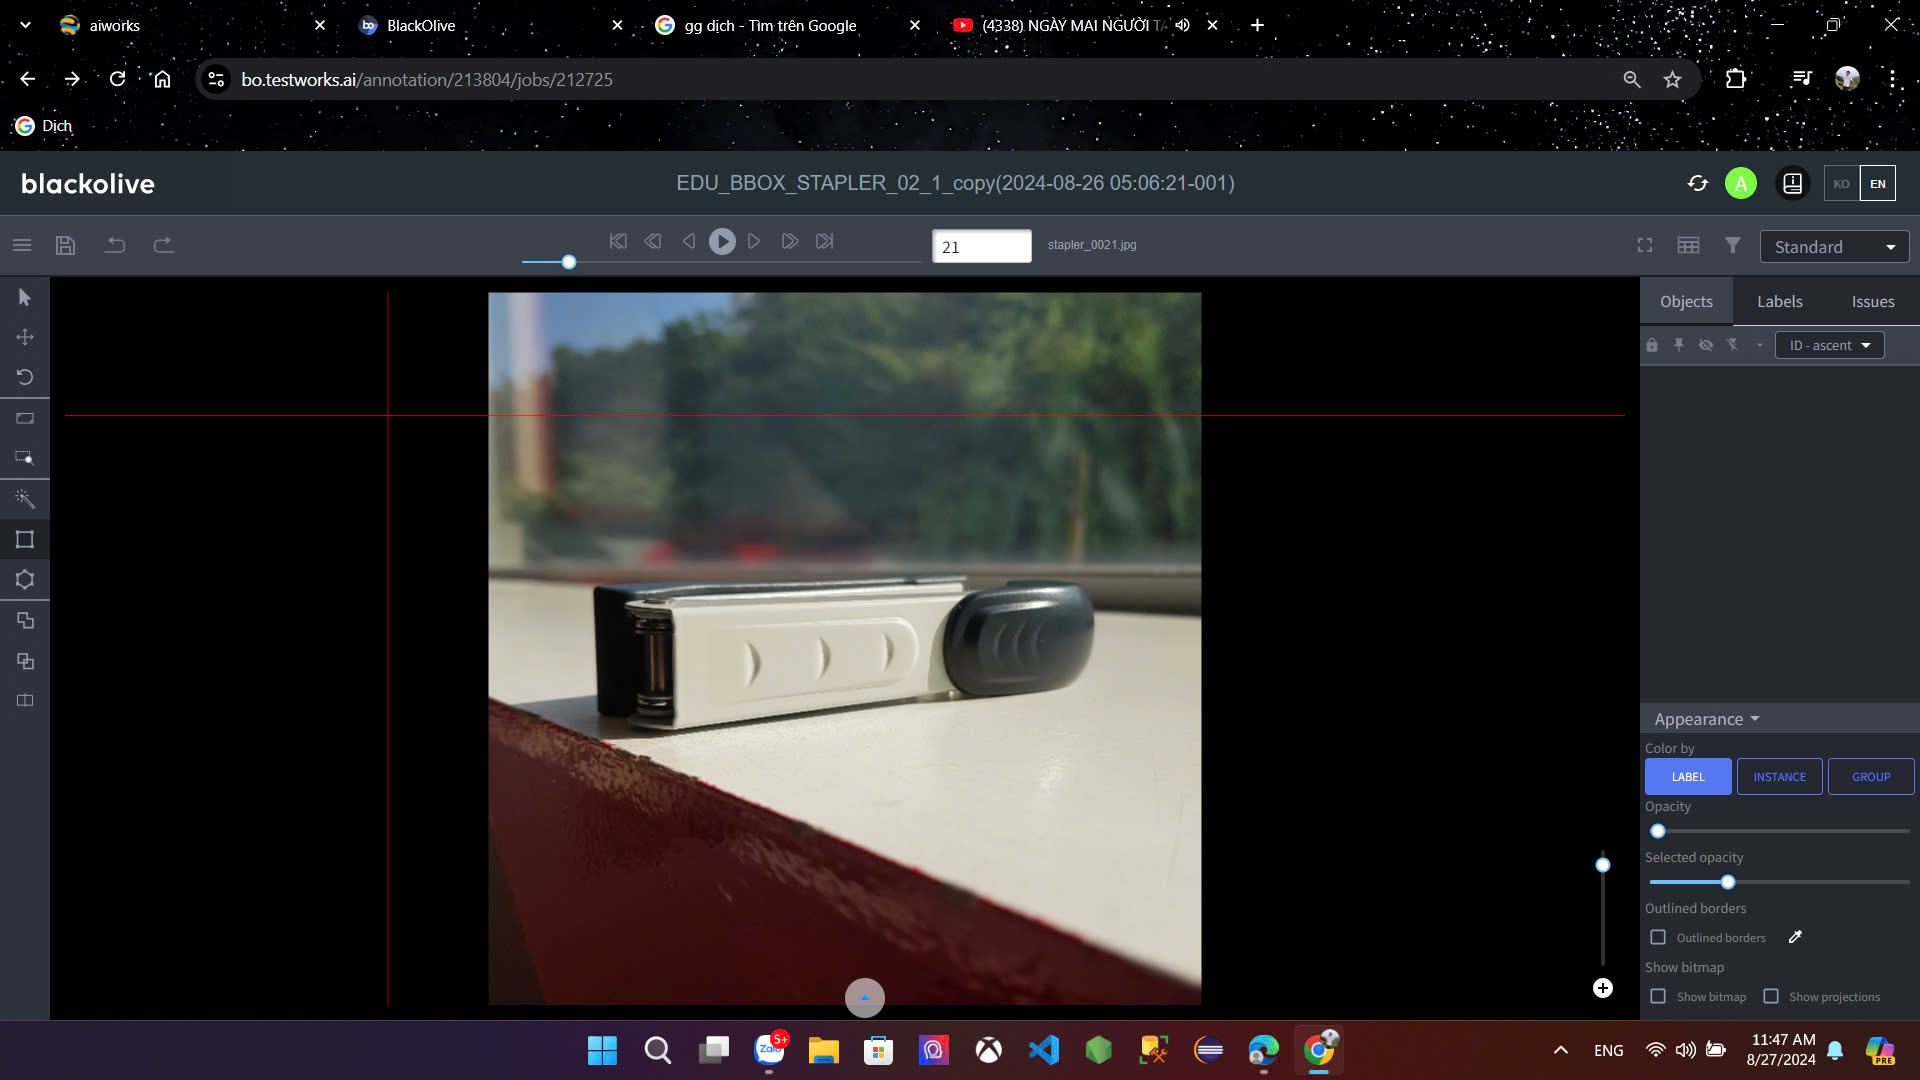 aiworks
BlackOlive
gg dịch - Tìm trên Google
(4338) NGÀY MAI NGƯỜI TA
bo.testworks.ai/annotation/213804/jobs/212725
Dịch
blackolive
EDU_BBOX_STAPLER_02_1_copy(2024-08-26 05:06:21-001)
A
KO
EN
21
stapler_0021.jpg
Standard
Objects
Labels
Issues
ID - ascent
Appearance
Color by
LABEL
INSTANCE
GROUP
Opacity
Selected opacity
Outlined borders
Outlined borders
Show bitmap
Show bitmap
Show projections
5+
Zalo
ENG
11:47 AM
8/27/2024
PRE